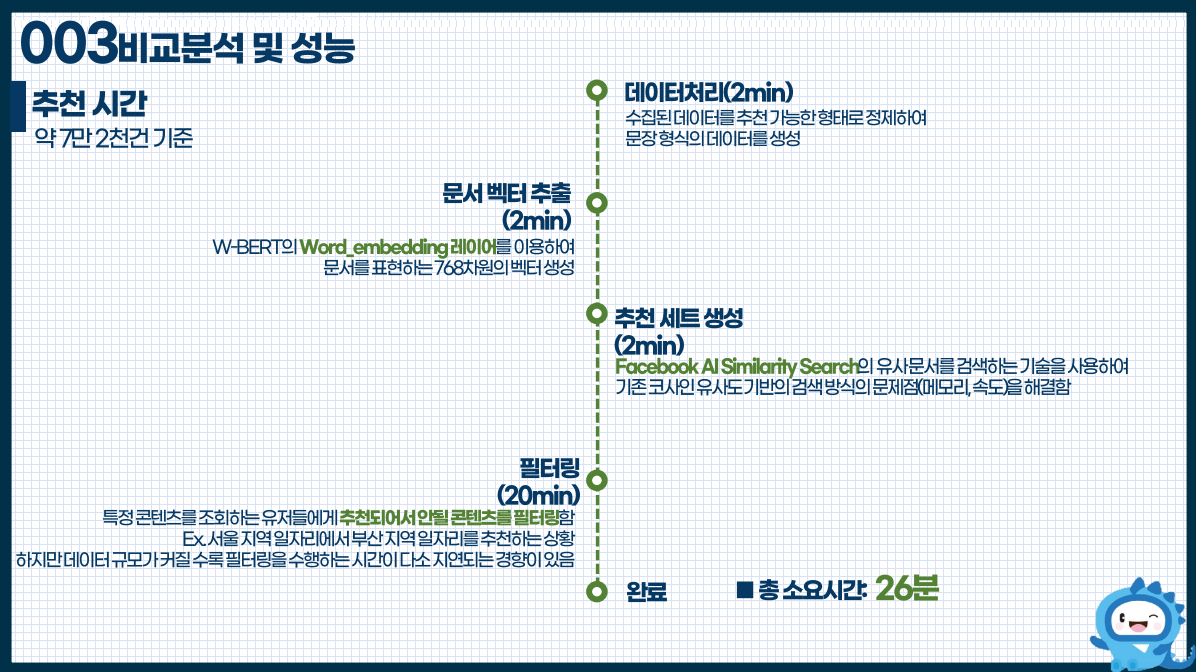 003비교분석 및 성능
추천 시간
약 7만 2천건 기준
데이터처리(2min)
수집된 데이터를 추천 가능한 형태로 정제하여
문장 형식의 데이터를 생성
문서 벡터 추출
(2min)
W-BERT의 Word_embedding 레이어를 이용하여
문서를 표현하는 768차원의 벡터 생성
추천 세트 생성
(2min)
Facebook AI Similarity Search의 유사문서를 검색하는 기술을 사용하여
기존 코사인 유사도 기반의 검색 방식의 문제점(메모리, 속도)을 해결함
필터링
(20min)
특정 콘텐츠를 조회하는 유저들에게 추천되어서 안될 콘텐츠를 필터링함
Ex. 서울 지역 일자리에서 부산 지역 일자리를 추천하는 상황
하지만 데이터 규모가 커질 수록 필터링을 수행하는 시간이 다소 지연되는 경향이 있음
완료
■ 총 소요시간: 26분